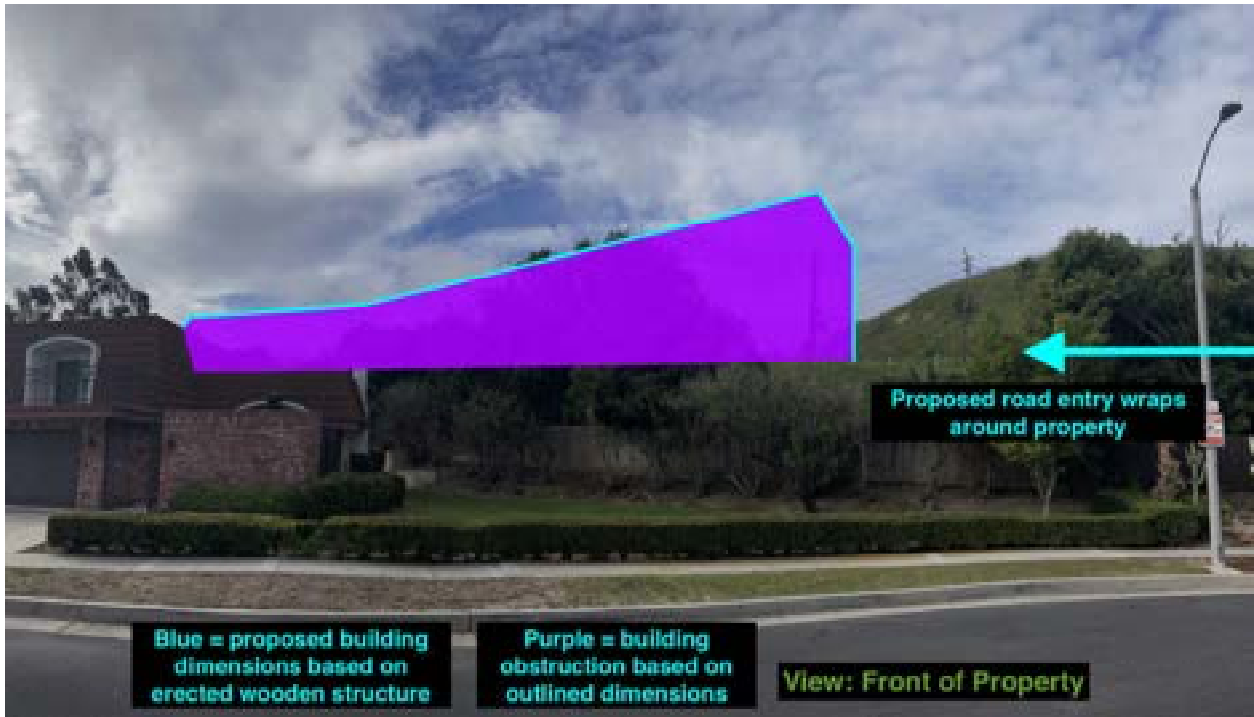 Proposed road entry wraps
around property
Blue = proposed building
dimensions based on
erected wooden structure
Purple = building
obstruction based on
outlined dimensions
View: Front of Property